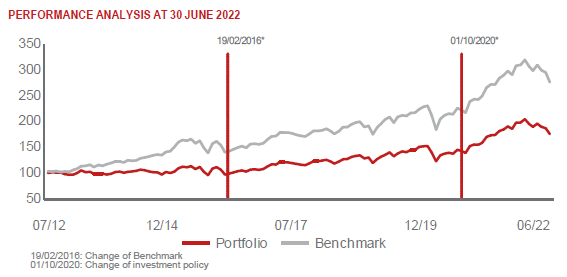 PERFORMANCE ANALYSIS AT 30 JUNE 2022
19/02/2016* 01/10/2020*
350
300
250
200
150
100
50
07/12 12/14 07/17 12/19 06/22
Portfolio Benchmark
19/02/2016: Change of Benchmark
01/10/2020: Change of investment policy